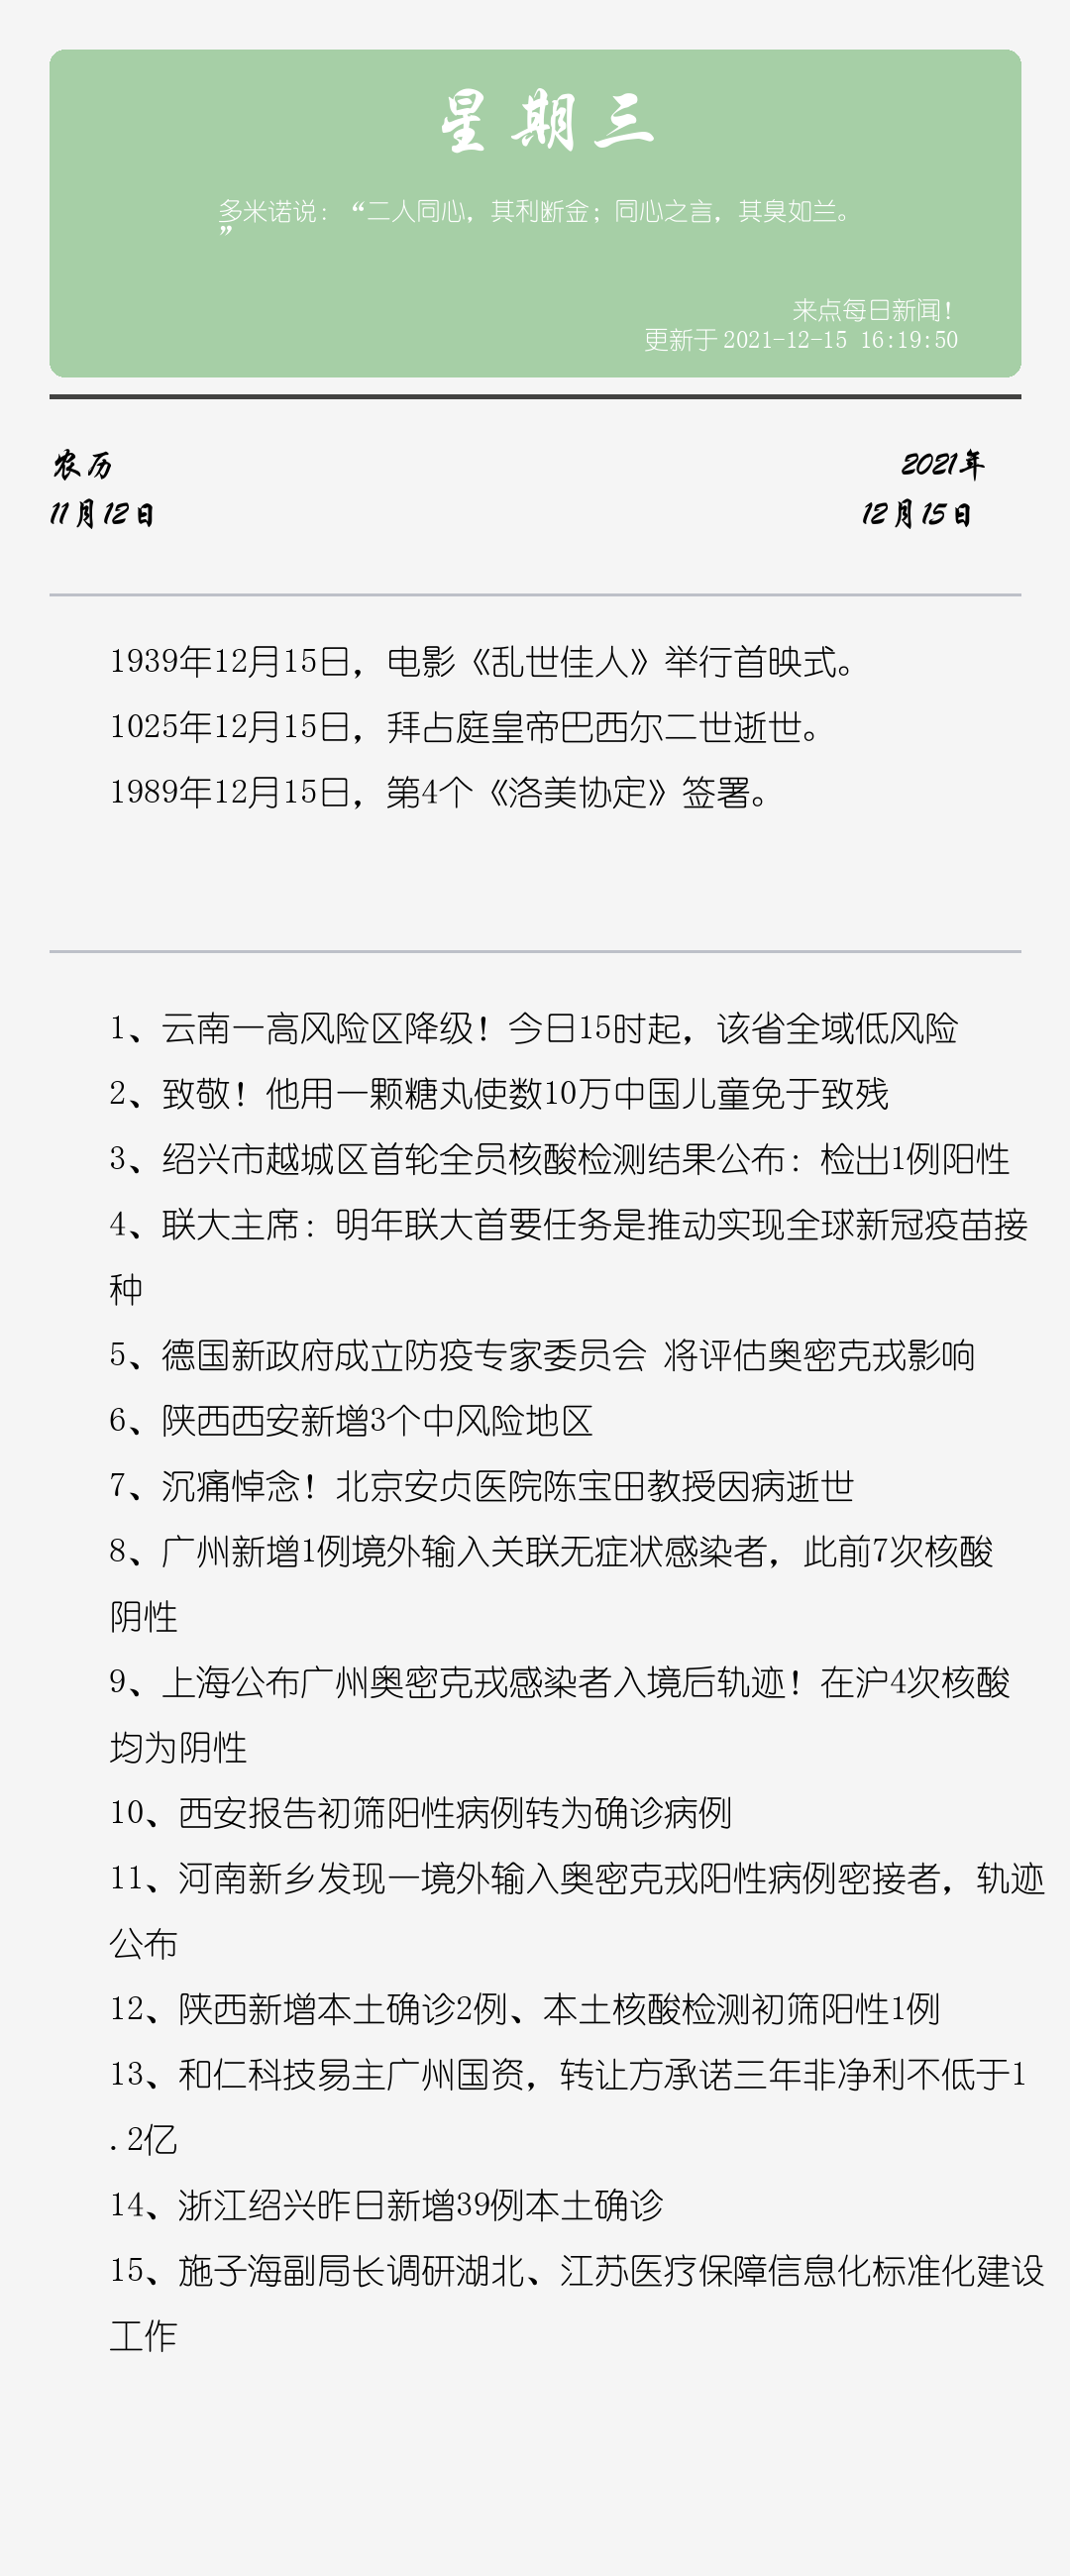 星期三
多米诺说：“二人同心，其利断金；同心之言，其臭如兰。
”
来点每日新闻！
更新于 2021-12-15 16:19:50
农历
2021年
11月12日
12月15日
1939年12月15日，电影《乱世佳人》举行首映式。
1025年12月15日，拜占庭皇帝巴西尔二世逝世。
1989年12月15日，第4个《洛美协定》签署。
1、云南一高风险区降级！今日15时起，该省全域低风险
2、致敬！他用一颗糖丸使数10万中国儿童免于致残
3、绍兴市越城区首轮全员核酸检测结果公布：检出1例阳性
4、联大主席：明年联大首要任务是推动实现全球新冠疫苗接
种
5、德国新政府成立防疫专家委员会 将评估奥密克戎影响
6、陕西西安新增3个中风险地区
7、沉痛悼念！北京安贞医院陈宝田教授因病逝世
8、广州新增1例境外输入关联无症状感染者，此前7次核酸
阴性
9、上海公布广州奥密克戎感染者入境后轨迹！在沪4次核酸
均为阴性
10、西安报告初筛阳性病例转为确诊病例
11、河南新乡发现一境外输入奥密克戎阳性病例密接者，轨迹
公布
12、陕西新增本土确诊2例、本土核酸检测初筛阳性1例
13、和仁科技易主广州国资，转让方承诺三年非净利不低于1
.2亿
14、浙江绍兴昨日新增39例本土确诊
15、施子海副局长调研湖北、江苏医疗保障信息化标准化建设
工作